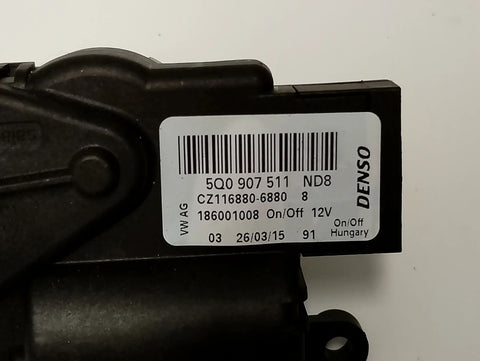 5Q0 907 511 ND8
CZ116880-6880 8
186001008 On/Off 12V
03 26/03/15 91
VW AG
DENSO
On/Off
Hungary